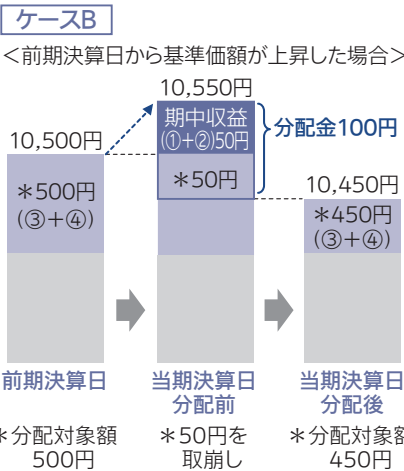 ケースB
<前期決算日から基準価額が上昇した場合>
10,550円
期中収益
(①+②)50円
分配金100円
10,500円
*500円
(③+④)
*50円
10,450円
*450円
(③+④)
前期決算日
当期決算日
分配前
当期決算日
分配後
*分配対象額
500円
*50円を
取崩し
*分配対象額
450円